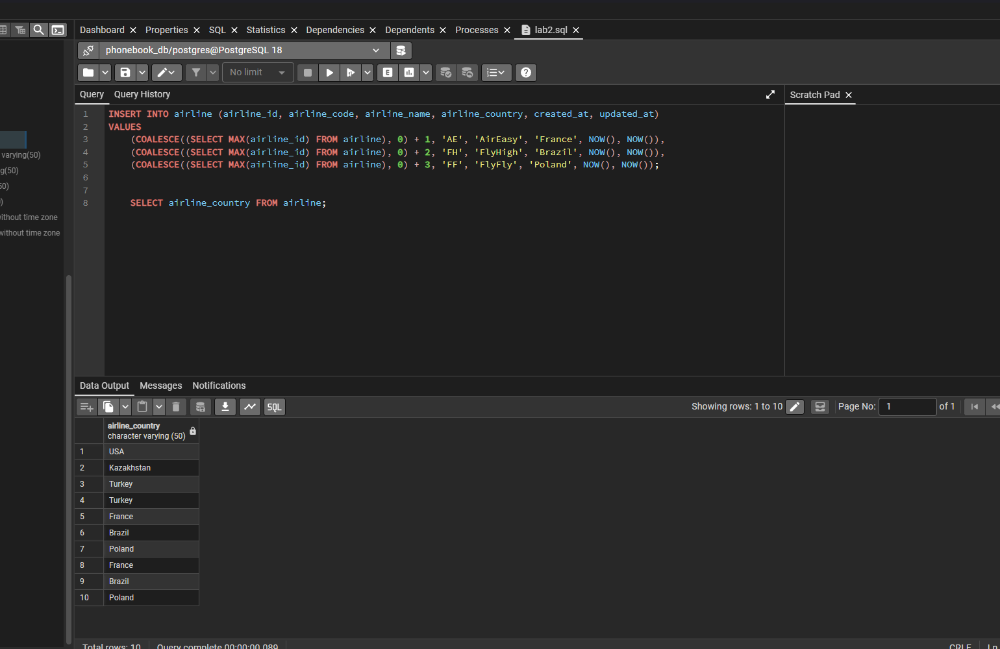 Dashboard Properties SQL Statistics Dependencies Dependents Processes lab2.sql
phonebook_db/postgres@PostgreSQL 18
No limit
Query Query History
Scratch Pad
1 INSERT INTO airline (airline_id, airline_code, airline_name, airline_country, created_at, updated_at)
2 VALUES
3 (COALESCE((SELECT MAX(airline_id) FROM airline), 0) + 1, 'AE', 'AirEasy', 'France', NOW(), NOW()),
4 (COALESCE((SELECT MAX(airline_id) FROM airline), 0) + 2, 'FH', 'FlyHigh', 'Brazil', NOW(), NOW()),
5 (COALESCE((SELECT MAX(airline_id) FROM airline), 0) + 3, 'FF', 'FlyFly', 'Poland', NOW(), NOW());
6
7
8 SELECT airline_country FROM airline;
varying(50)
g(50)
50)
)
without time zone
without time zone
Data Output Messages Notifications
SQL
Showing rows: 1 to 10
Page No: 1 of 1
airline_country
character varying (50)
1 USA
2 Kazakhstan
3 Turkey
4 Turkey
5 France
6 Brazil
7 Poland
8 France
9 Brazil
10 Poland
Total rows: 10 Query complete 00:00:00.089
CRLF Ln